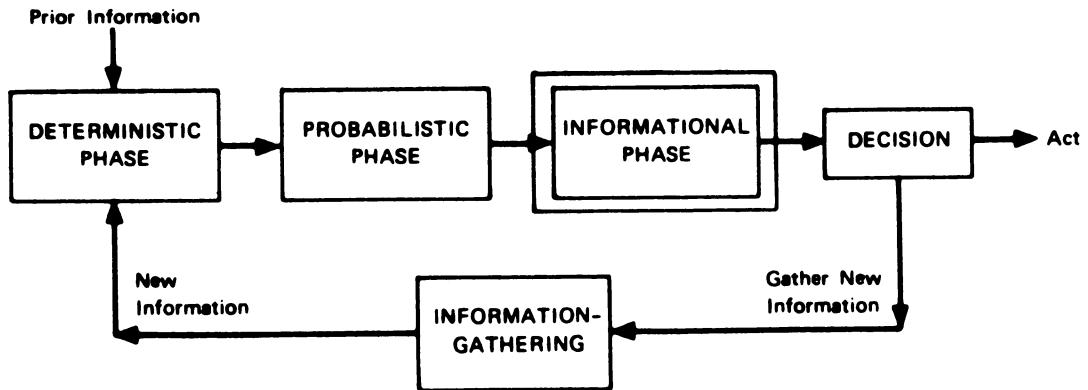 Prior Information
DETERMINISTIC
PHASE
PROBABILISTIC
PHASE
INFORMATIONAL
PHASE
DECISION
Act
New
Information
INFORMATION-
GATHERING
Gather New
Information